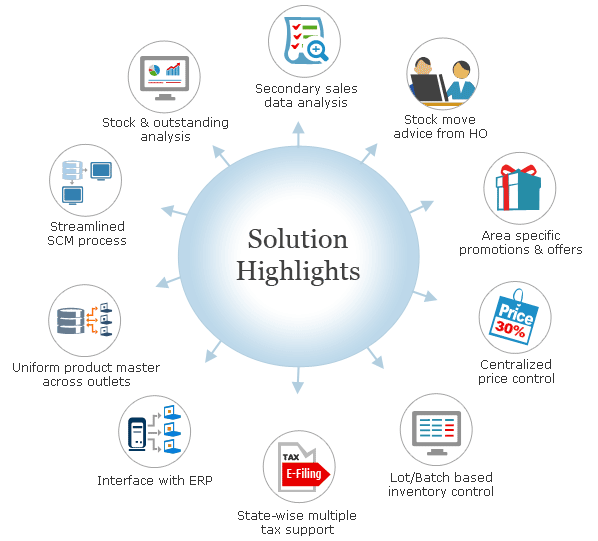 Secondary sales
data analysis
Stock move
advice from HO
Area specific
promotions & offers
Price
30%
Centralized
price control
Lot/Batch based
inventory control
TAX
E-Filing
State-wise multiple
tax support
Interface with ERP
Uniform product master
across outlets
Streamlined
SCM process
Stock & outstanding
analysis
Solution
Highlights